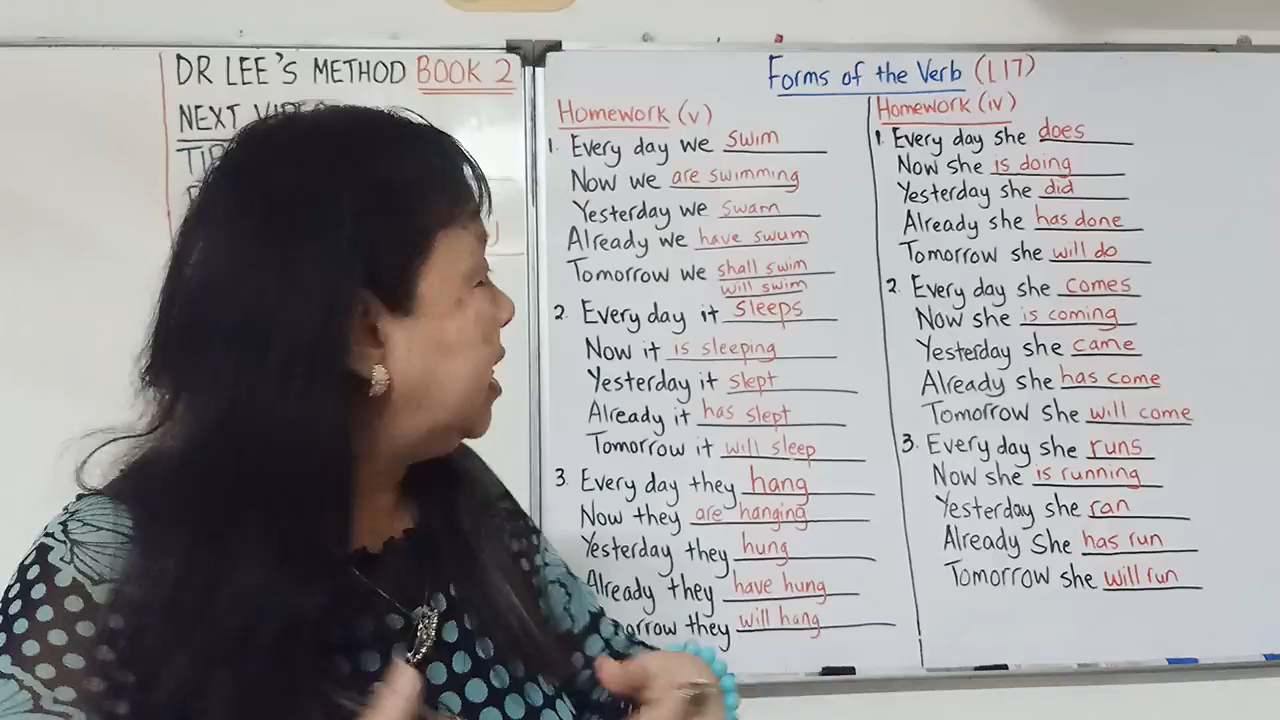 DR LEE'S METHOD BOOK 2
NEXT
Forms of the Verb (L17)
Homework (v)
1. Every day we swim
Now we are swimming
Yesterday we swam
Already we have swum
Tomorrow we shall swim
will swim
2. Every day it sleeps
Now it is sleeping
Yesterday it slept
Already it has slept
Tomorrow it will sleep
3. Every day they hang
Now they are hanging
Yesterday they hung
Already they have hung
they will hang
Homework (iv)
1. Every day she does
Now she is doing
Yesterday she did
Already she has done
Tomorrow she will do
2. Every day she comes
Now she is coming
Yesterday she came
Already she has come
Tomorrow she will come
3. Every day she runs
Now she is running
Yesterday she ran
Already she has run
Tomorrow she will run